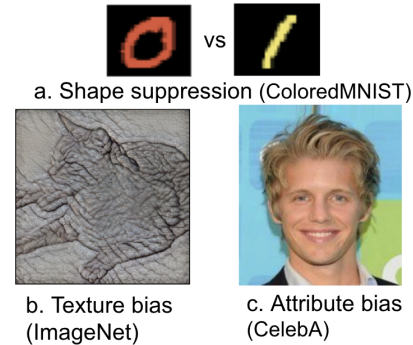 vs
a. Shape suppression (ColoredMNIST)
b. Texture bias
(ImageNet)
c. Attribute bias
(CelebA)